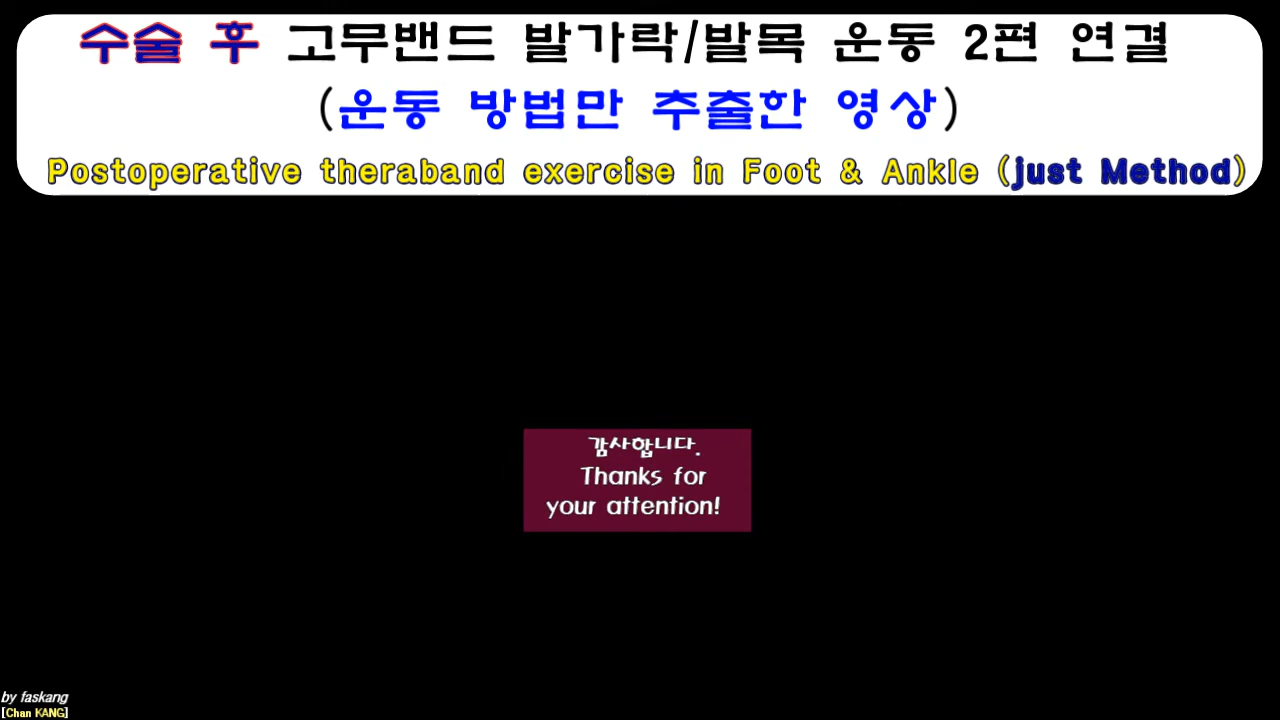 수술 후 고무밴드 발가락/발목 운동 2편 연결
(운동 방법만 추출한 영상)
Postoperative theraband exercise in Foot & Ankle (just Method)
감사합니다.
Thanks for
your attention!
by faskang
[Chan KANG]